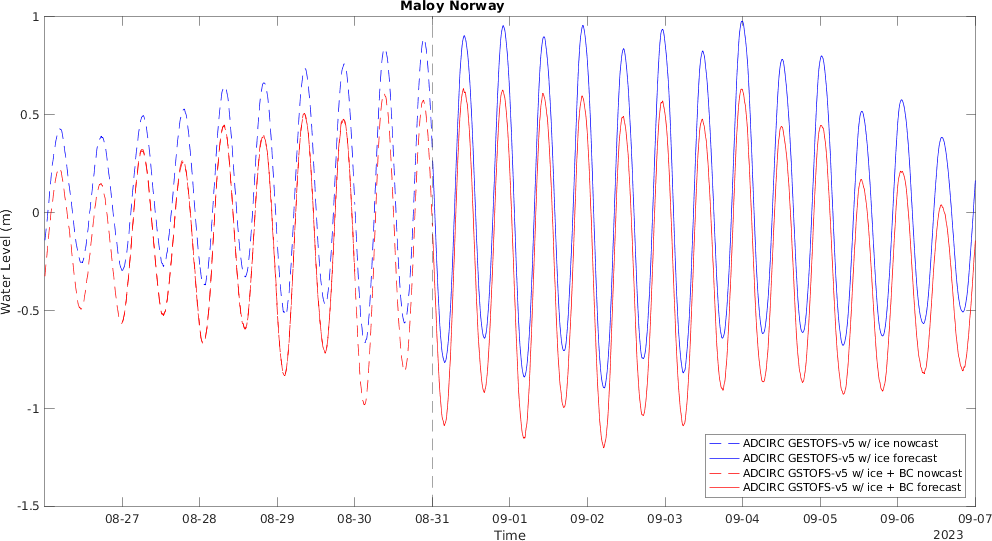 Maloy Norway
1
0.5
0
-0.5
-1
-1.5
Water Level (m)
08-27 08-28 08-29 08-30 08-31 09-01 09-02 09-03 09-04 09-05 09-06 09-07
Time
2023
ADCIRC GESTOFS-v5 w/ ice nowcast
ADCIRC GESTOFS-v5 w/ ice forecast
ADCIRC GSTOFS-v5 w/ ice + BC nowcast
ADCIRC GSTOFS-v5 w/ ice + BC forecast